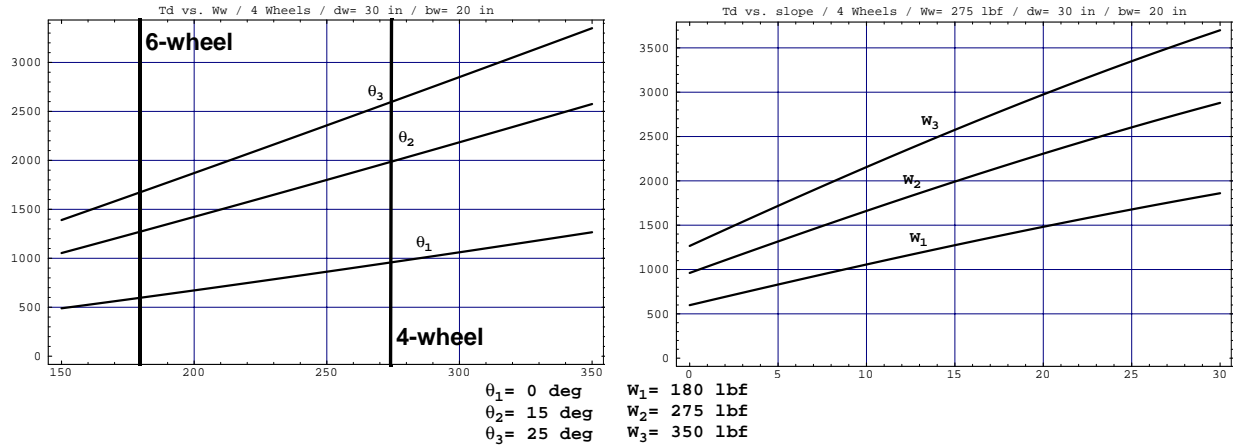 Td vs. Ww / 4 Wheels / dw= 30 in / bw= 20 in
6-wheel
4-wheel
θ3
θ2
θ1
3000
2500
2000
1500
1000
500
0
150 200 250 300 350
Td vs. slope / 4 Wheels / Ww= 275 lbf / dw= 30 in / bw= 20 in
W3
W2
W1
3500
3000
2500
2000
1500
1000
500
0
0 5 10 15 20 25 30
θ1= 0 deg W1= 180 lbf
θ2= 15 deg W2= 275 lbf
θ3= 25 deg W3= 350 lbf